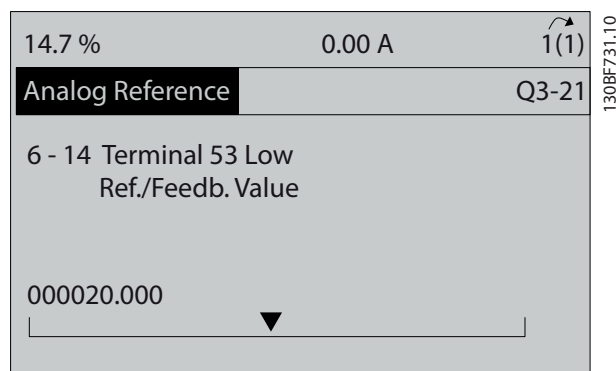 14.7 % 0.00 A 1(1)
Analog Reference Q3-21
6 - 14 Terminal 53 Low
Ref./Feedb. Value
000020.000
130BF731.10